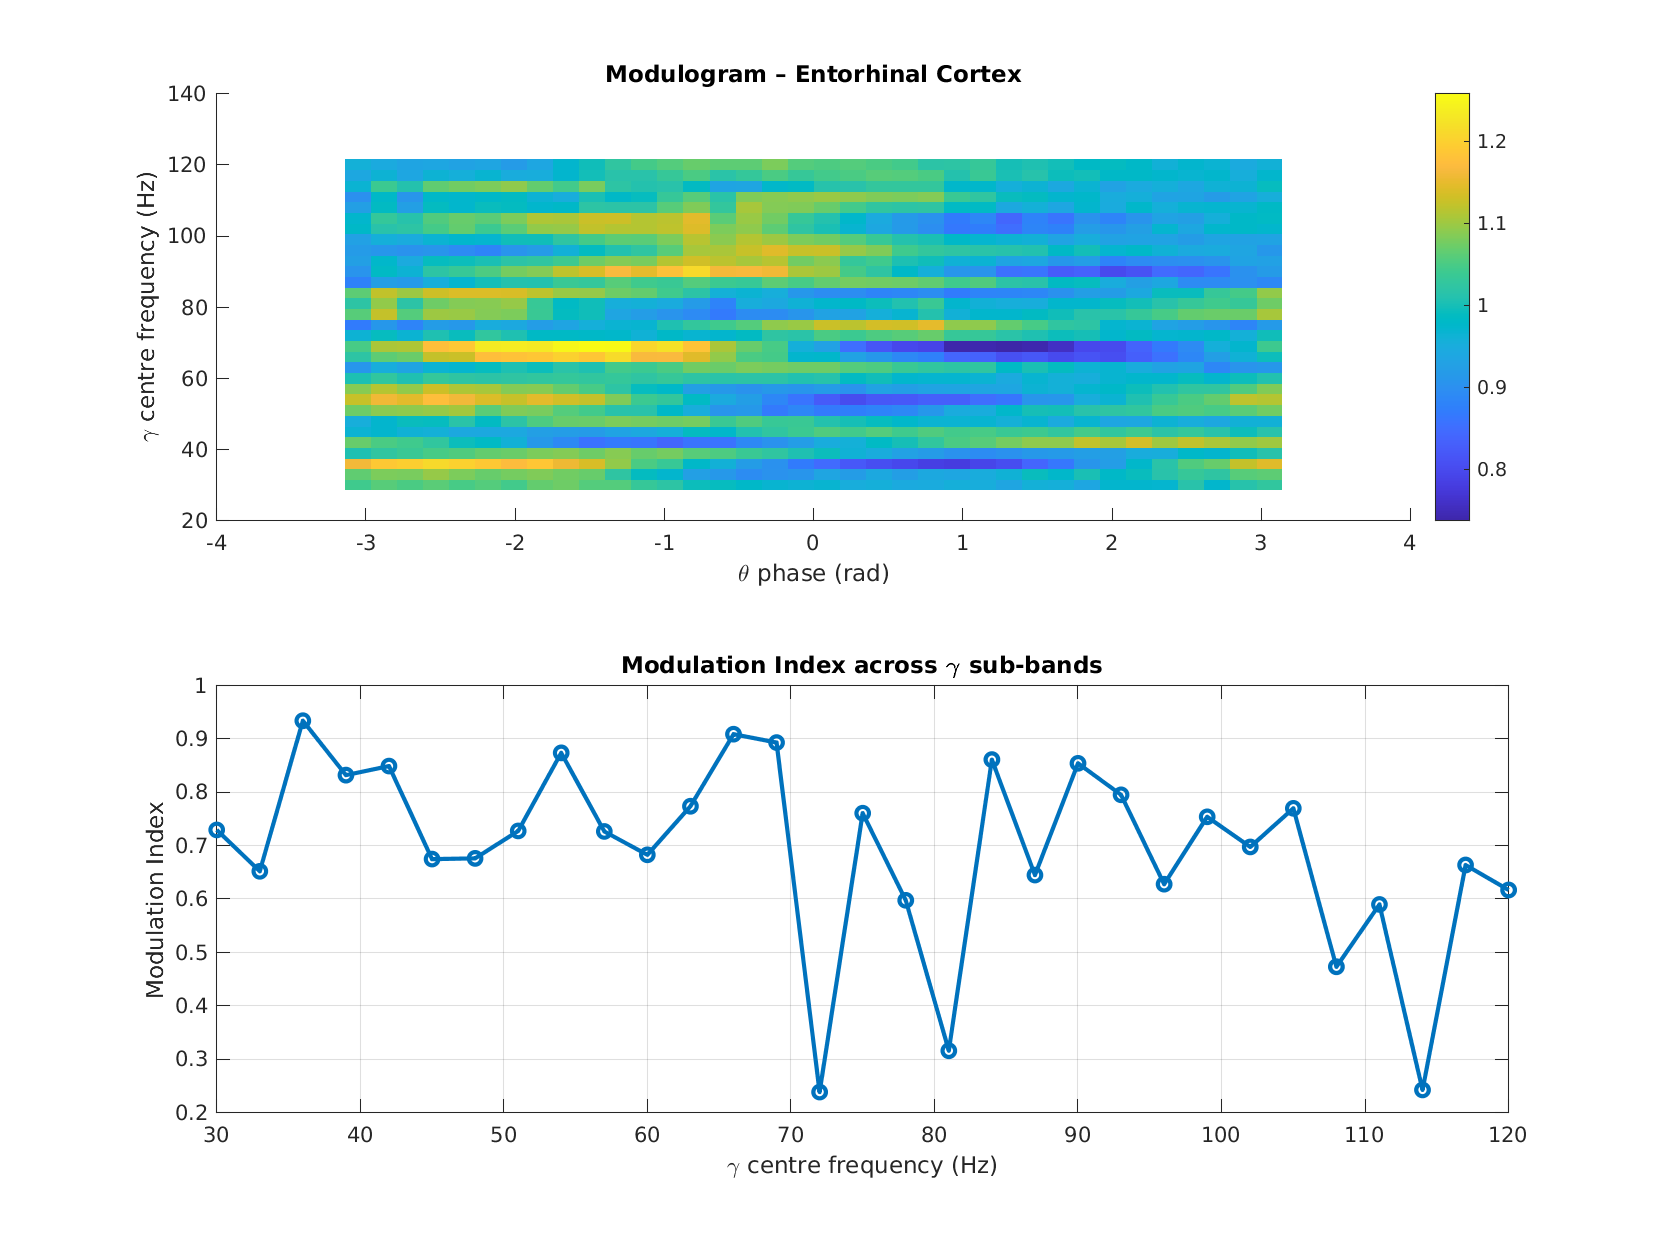 Modulogram – Entorhinal Cortex
140
120
100
80
60
40
20
γ centre frequency (Hz)
-4 -3 -2 -1 0 1 2 3 4
θ phase (rad)
1.2
1.1
1
0.9
0.8
Modulation Index across γ sub-bands
1
0.9
0.8
0.7
0.6
0.5
0.4
0.3
0.2
Modulation Index
30 40 50 60 70 80 90 100 110 120
γ centre frequency (Hz)